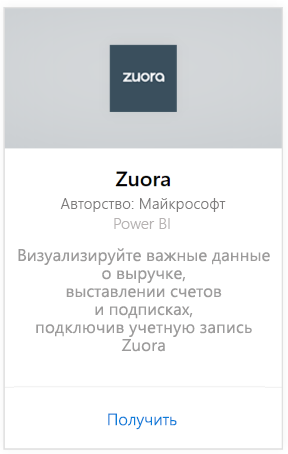 zuora
Zuora
Авторство: Майкрософт
Power BI
Визуализируйте важные данные
о выручке,
выставлении счетов
и подписках,
подключив учетную запись
Zuora
Получить